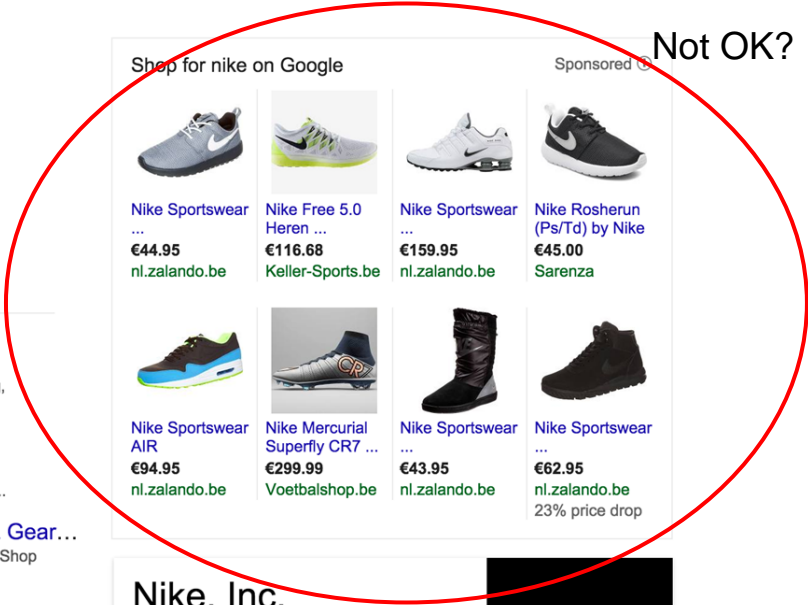 Not OK?
Shop for nike on Google
Sponsored
Nike Sportswear
...
€44.95
nl.zalando.be
Nike Free 5.0
Heren ...
€116.68
Keller-Sports.be
Nike Sportswear
...
€159.95
nl.zalando.be
Nike Rosherun
(Ps/Td) by Nike
€45.00
Sarenza
CR7
Nike Sportswear
AIR
€94.95
nl.zalando.be
Nike Mercurial
Superfly CR7 ...
€299.99
Voetbalshop.be
Nike Sportswear
...
€43.95
nl.zalando.be
Nike Sportswear
...
€62.95
nl.zalando.be
23% price drop
Gear...
Shop
Nike, Inc.